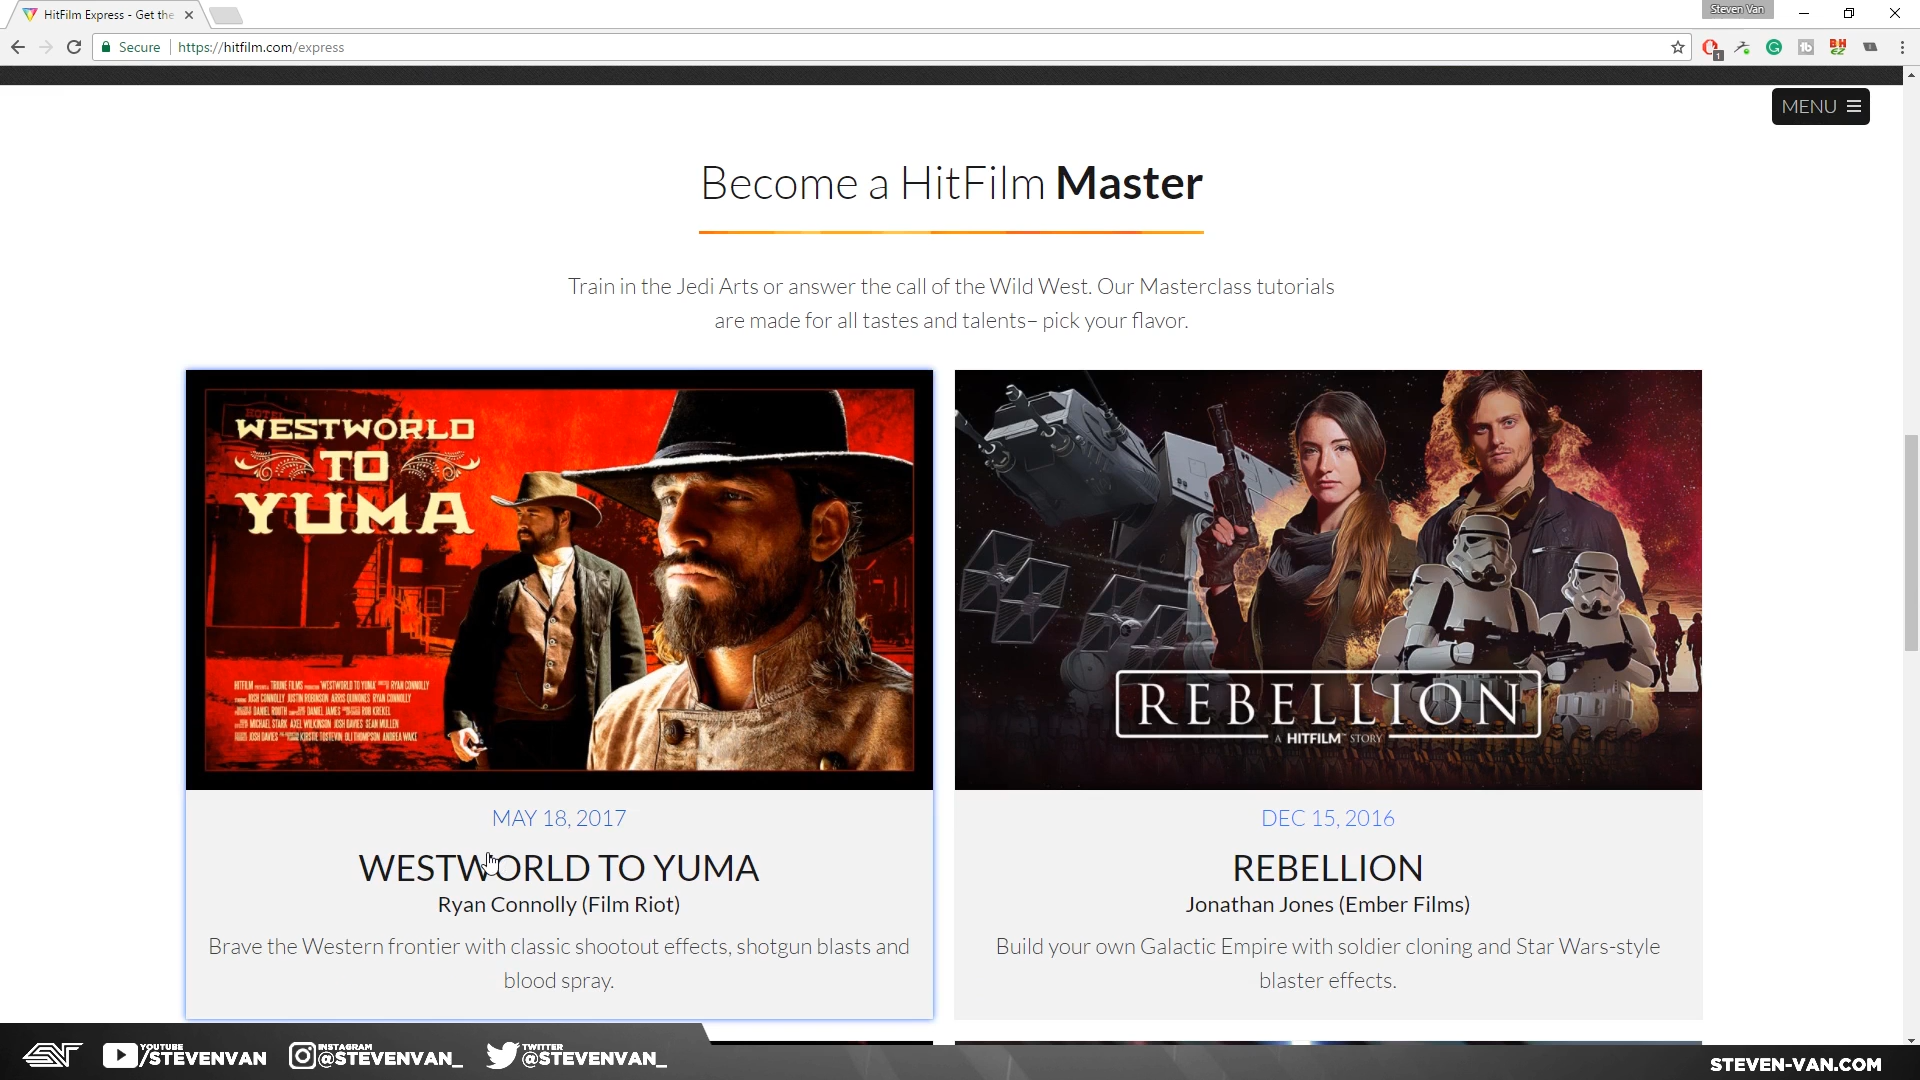 HitFilm Express - Get the
Steven Van
Secure
https://hitfilm.com/express
1
MENU
Become a HitFilm Master
Train in the Jedi Arts or answer the call of the Wild West. Our Masterclass tutorials
are made for all tastes and talents– pick your flavor.
HOTEL
WESTWORLD
TO
YUMA
REBELLION
A HITFILM STORY
MAY 18, 2017
WESTWORLD TO YUMA
Ryan Connolly (Film Riot)
Brave the Western frontier with classic shootout effects, shotgun blasts and
blood spray.
DEC 15, 2016
REBELLION
Jonathan Jones (Ember Films)
Build your own Galactic Empire with soldier cloning and Star Wars-style
blaster effects.
YOUTUBE
/STEVENVAN
INSTAGRAM
@STEVENVAN_
TWITTER
@STEVENVAN_
STEVEN-VAN.COM